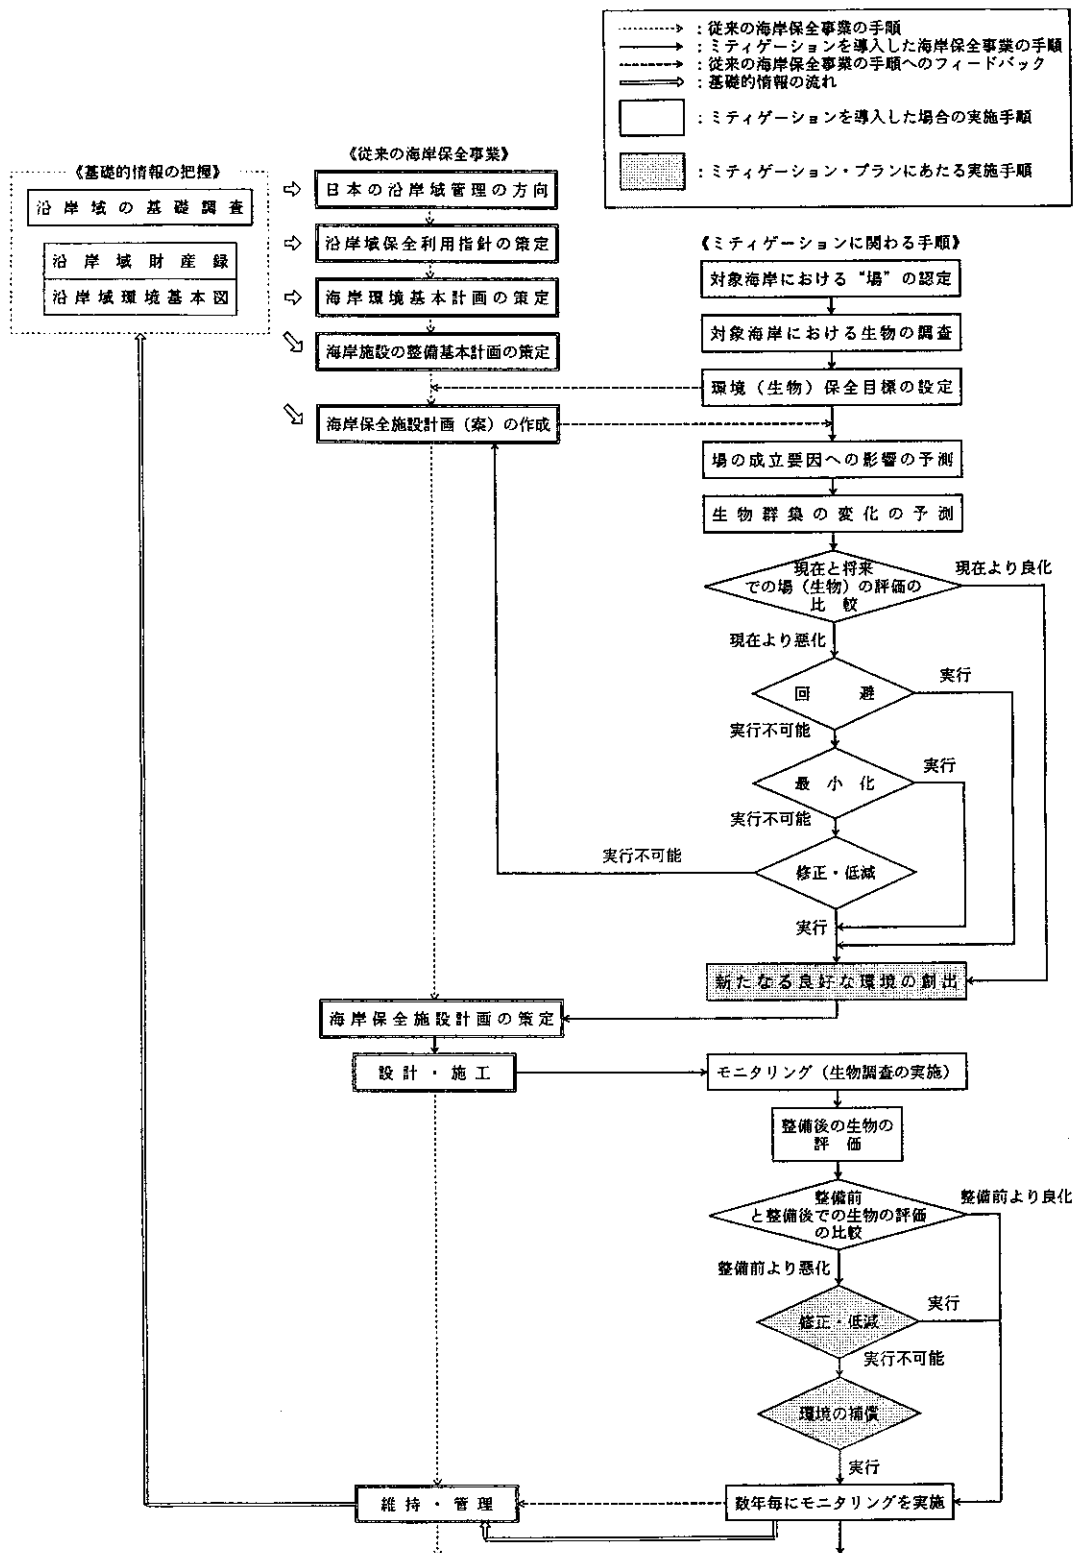 ：従来の海岸保全事業の手順
：ミティゲーションを導入した海岸保全事業の手順
：従来の海岸保全事業の手順へのフィードバック
：基礎的情報の流れ
：ミティゲーションを導入した場合の実施手順
：ミティゲーション・プランにあたる実施手順
《基礎的情報の把握》
沿岸域の基礎調査
沿岸域財産録
沿岸域環境基本図
《従来の海岸保全事業》
日本の沿岸域管理の方向
沿岸域保全利用指針の策定
海岸環境基本計画の策定
海岸施設の整備基本計画の策定
海岸保全施設計画（案）の作成
《ミティゲーションに関わる手順》
対象海岸における“場”の認定
対象海岸における生物の調査
環境（生物）保全目標の設定
場の成立要因への影響の予測
生物群集の変化の予測
現在と将来
での場（生物）の評価の
比較
現在より良化
現在より悪化
回避
実行
実行不可能
最小化
実行
実行不可能
修正・低減
実行不可能
実行
新たなる良好な環境の創出
海岸保全施設計画の策定
設計・施工
モニタリング（生物調査の実施）
整備後の生物の
評価
整備前
と整備後での生物の評価
の比較
整備前より良化
整備前より悪化
修正・低減
実行
実行不可能
環境の補償
実行
維持・管理
数年毎にモニタリングを実施